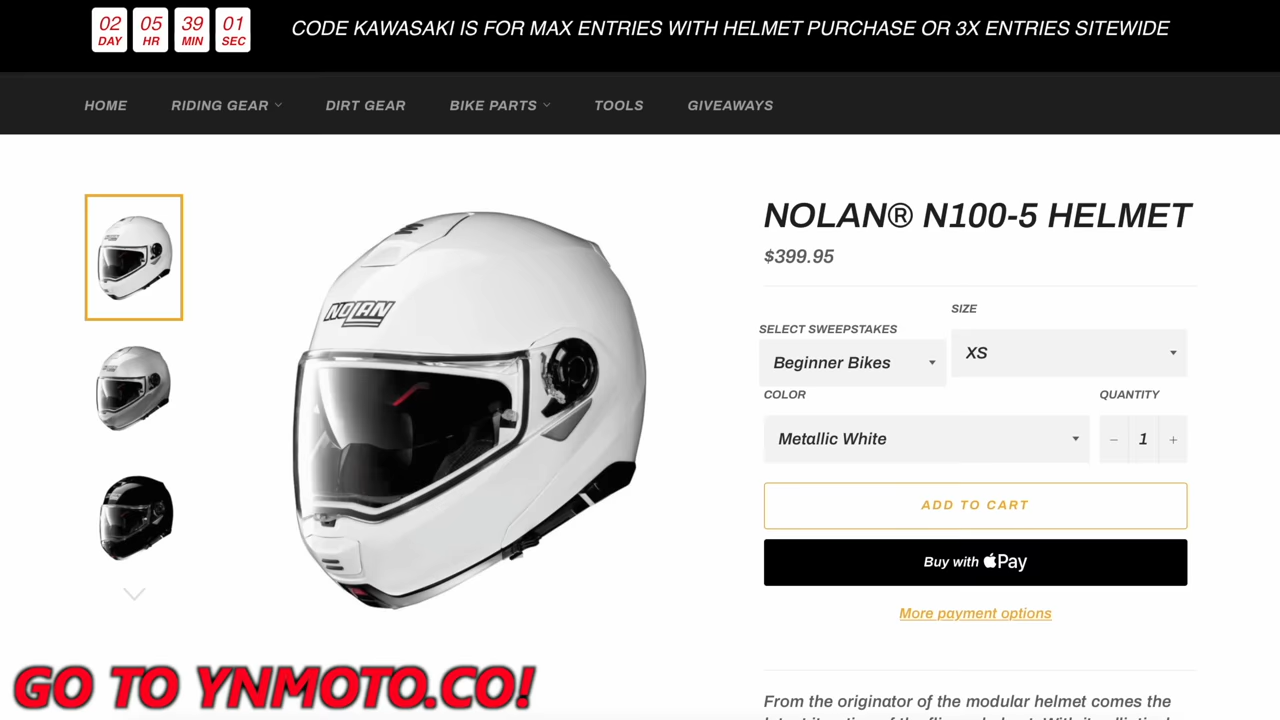 02 05 39 01
DAY HR MIN SEC
CODE KAWASAKI IS FOR MAX ENTRIES WITH HELMET PURCHASE OR 3X ENTRIES SITEWIDE
HOME RIDING GEAR DIRT GEAR BIKE PARTS TOOLS GIVEAWAYS
NOLAN
NOLAN® N100-5 HELMET
$399.95
SIZE
SELECT SWEEPSTAKES
XS
Beginner Bikes
COLOR QUANTITY
Metallic White − 1 +
ADD TO CART
Buy with Pay
More payment options
GO TO YNMOTO.CO!
From the originator of the modular helmet comes the